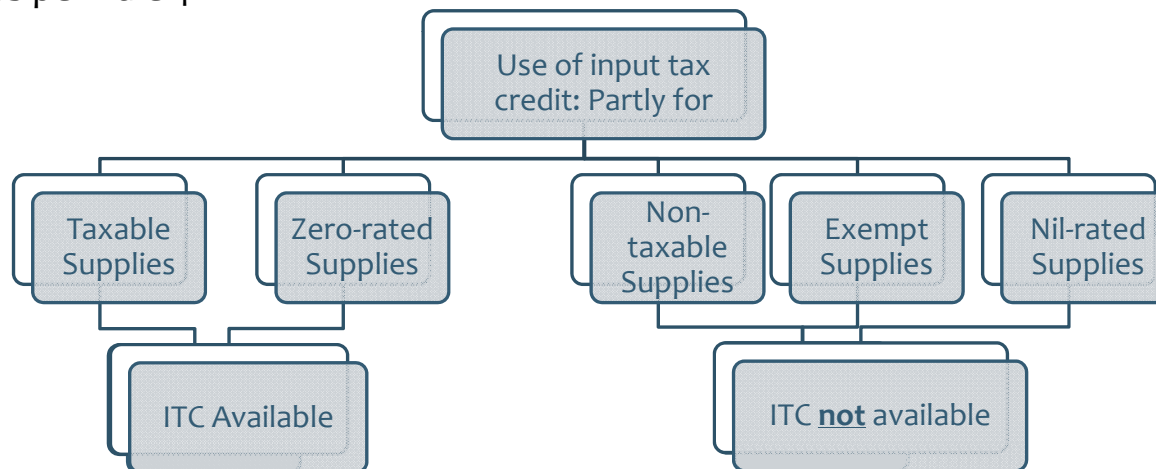 Use of input tax
credit: Partly for
Taxable
Supplies
Zero-rated
Supplies
Non-
taxable
Supplies
Exempt
Supplies
Nil-rated
Supplies
ITC Available
ITC not available